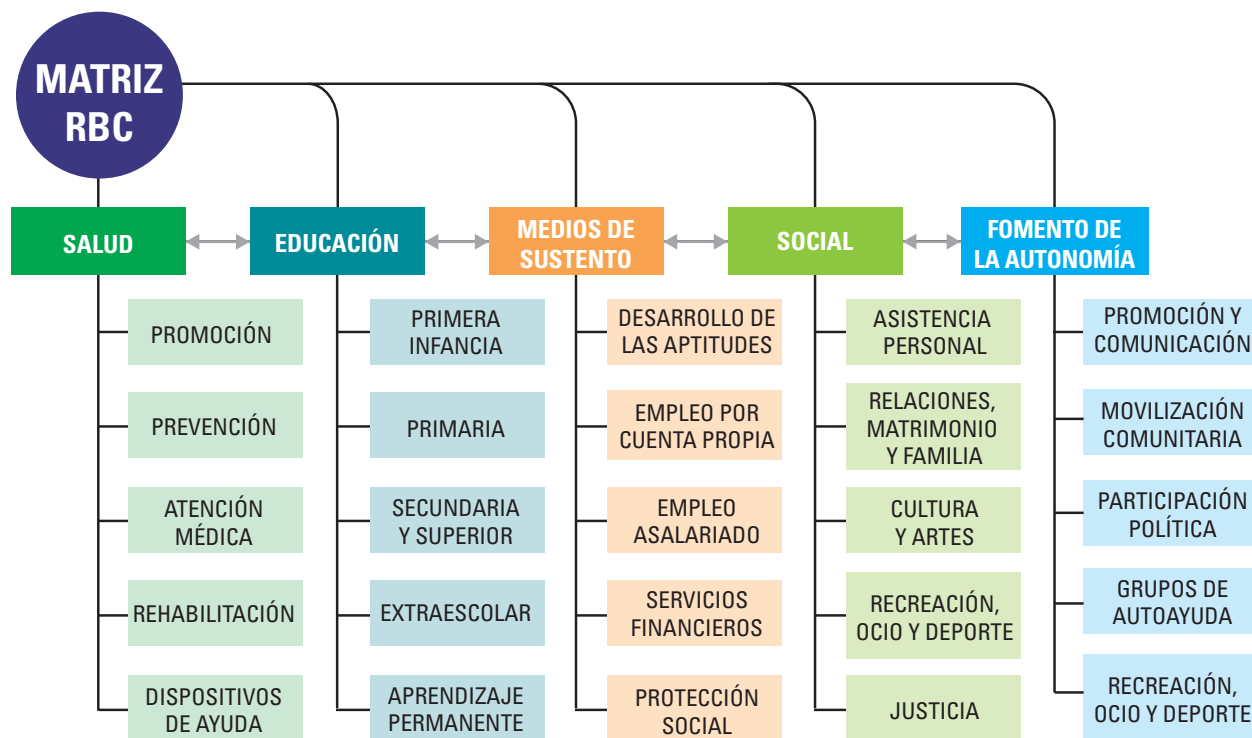 MATRIZ
RBC
SALUD
EDUCACIÓN
MEDIOS DE
SUSTENTO
SOCIAL
FOMENTO DE
LA AUTONOMÍA
PROMOCIÓN
PREVENCIÓN
ATENCIÓN
MÉDICA
REHABILITACIÓN
DISPOSITIVOS
DE AYUDA
PRIMERA
INFANCIA
PRIMARIA
SECUNDARIA
Y SUPERIOR
EXTRAESCOLAR
APRENDIZAJE
PERMANENTE
DESARROLLO DE
LAS APTITUDES
EMPLEO POR
CUENTA PROPIA
EMPLEO
ASALARIADO
SERVICIOS
FINANCIEROS
PROTECCIÓN
SOCIAL
ASISTENCIA
PERSONAL
RELACIONES,
MATRIMONIO
Y FAMILIA
CULTURA
Y ARTES
RECREACIÓN,
OCIO Y DEPORTE
JUSTICIA
PROMOCIÓN Y
COMUNICACIÓN
MOVILIZACIÓN
COMUNITARIA
PARTICIPACIÓN
POLÍTICA
GRUPOS DE
AUTOAYUDA
RECREACIÓN,
OCIO Y DEPORTE